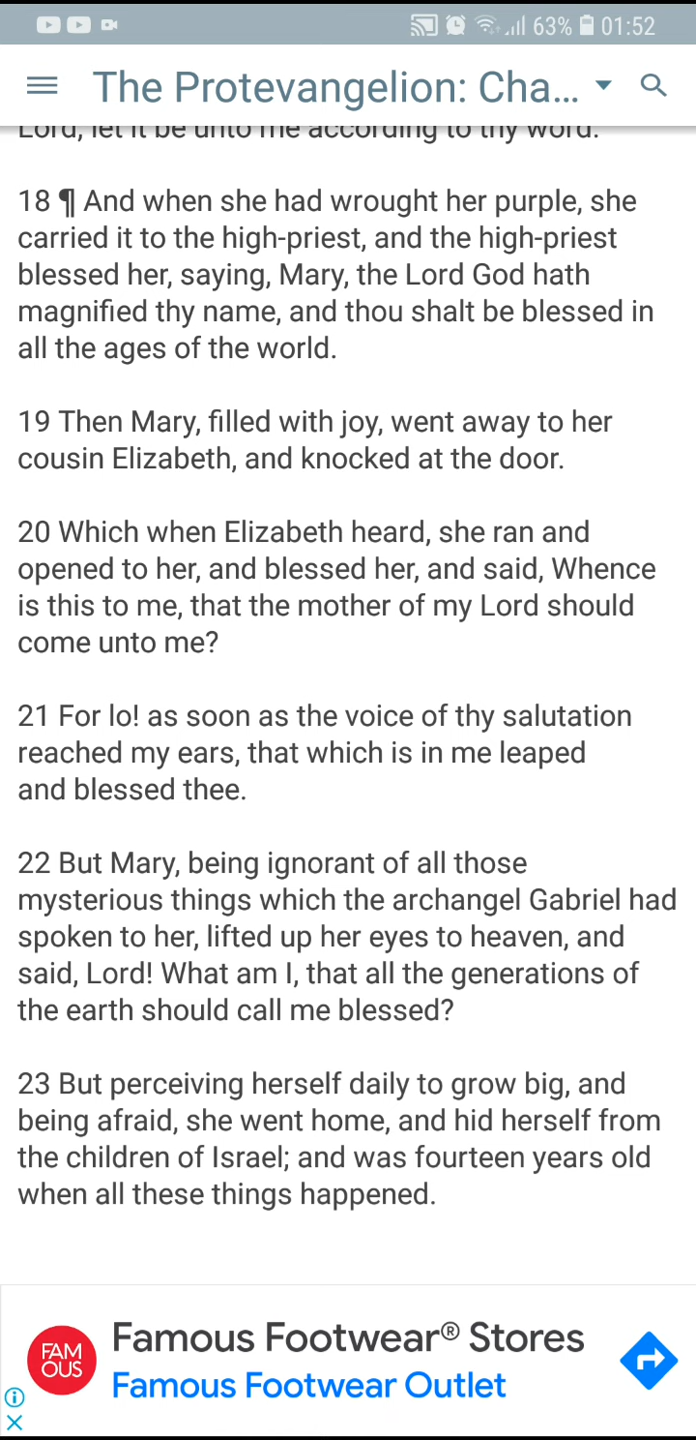 63% 01:52
The Protevangelion: Cha...
Lord, let it be unto me according to thy word.
18 ¶ And when she had wrought her purple, she
carried it to the high-priest, and the high-priest
blessed her, saying, Mary, the Lord God hath
magnified thy name, and thou shalt be blessed in
all the ages of the world.
19 Then Mary, filled with joy, went away to her
cousin Elizabeth, and knocked at the door.
20 Which when Elizabeth heard, she ran and
opened to her, and blessed her, and said, Whence
is this to me, that the mother of my Lord should
come unto me?
21 For lo! as soon as the voice of thy salutation
reached my ears, that which is in me leaped
and blessed thee.
22 But Mary, being ignorant of all those
mysterious things which the archangel Gabriel had
spoken to her, lifted up her eyes to heaven, and
said, Lord! What am I, that all the generations of
the earth should call me blessed?
23 But perceiving herself daily to grow big, and
being afraid, she went home, and hid herself from
the children of Israel; and was fourteen years old
when all these things happened.
FAM
OUS
Famous Footwear® Stores
Famous Footwear Outlet